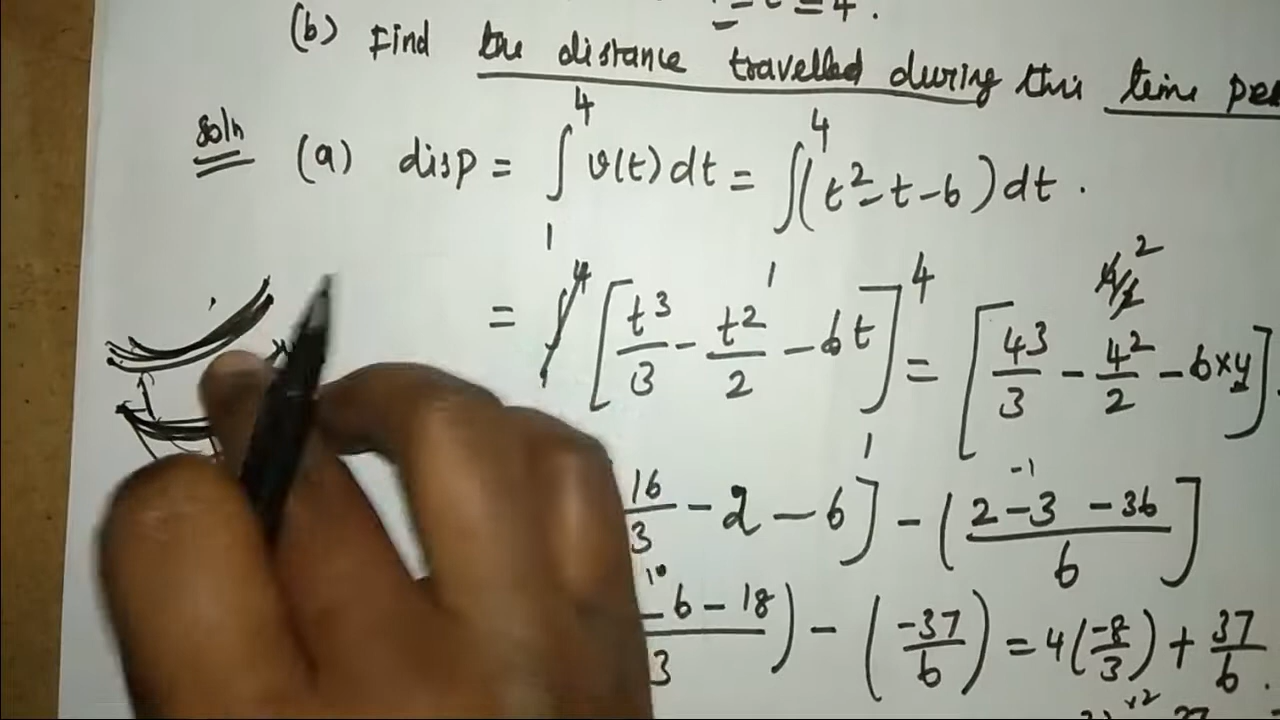 = 4.
(b) Find the distance travelled during this time
Soln (a) disp = ∫₁⁴ v(t) dt = ∫₁⁴ (t² - t - 6) dt.
= [t³/3 - t²/2 - 6t]₁⁴ = [4³/3 - 4²/2 - 6×4]
16/3 - 2 - 6] - (2 - 3 - 36 / 6)]
- 6 - 18 / 3) - (-37/6) = 4(-8/3) + 37/6.